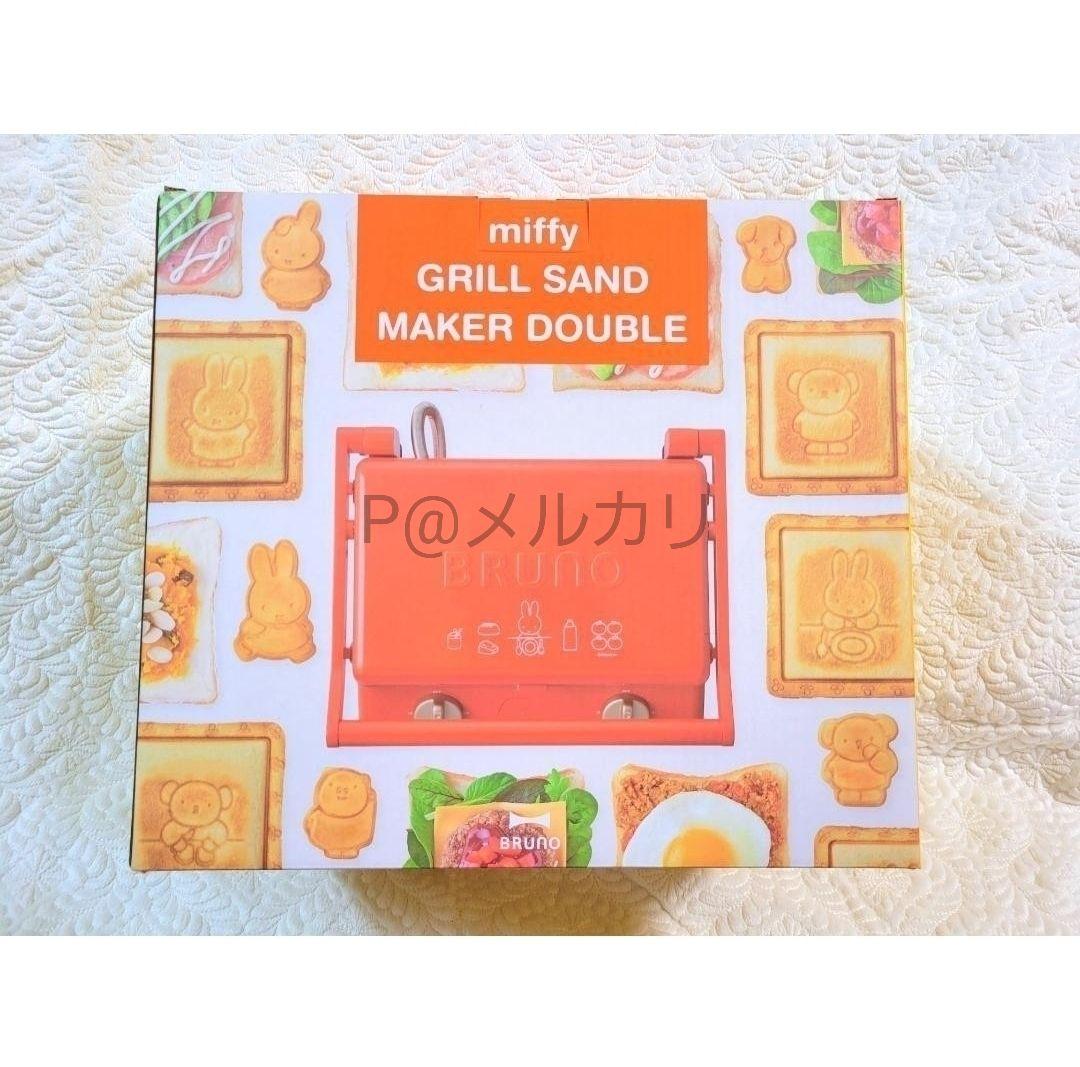 miffy
GRILL SAND
MAKER DOUBLE
P@メルカリ
BRUNO
BRUNO